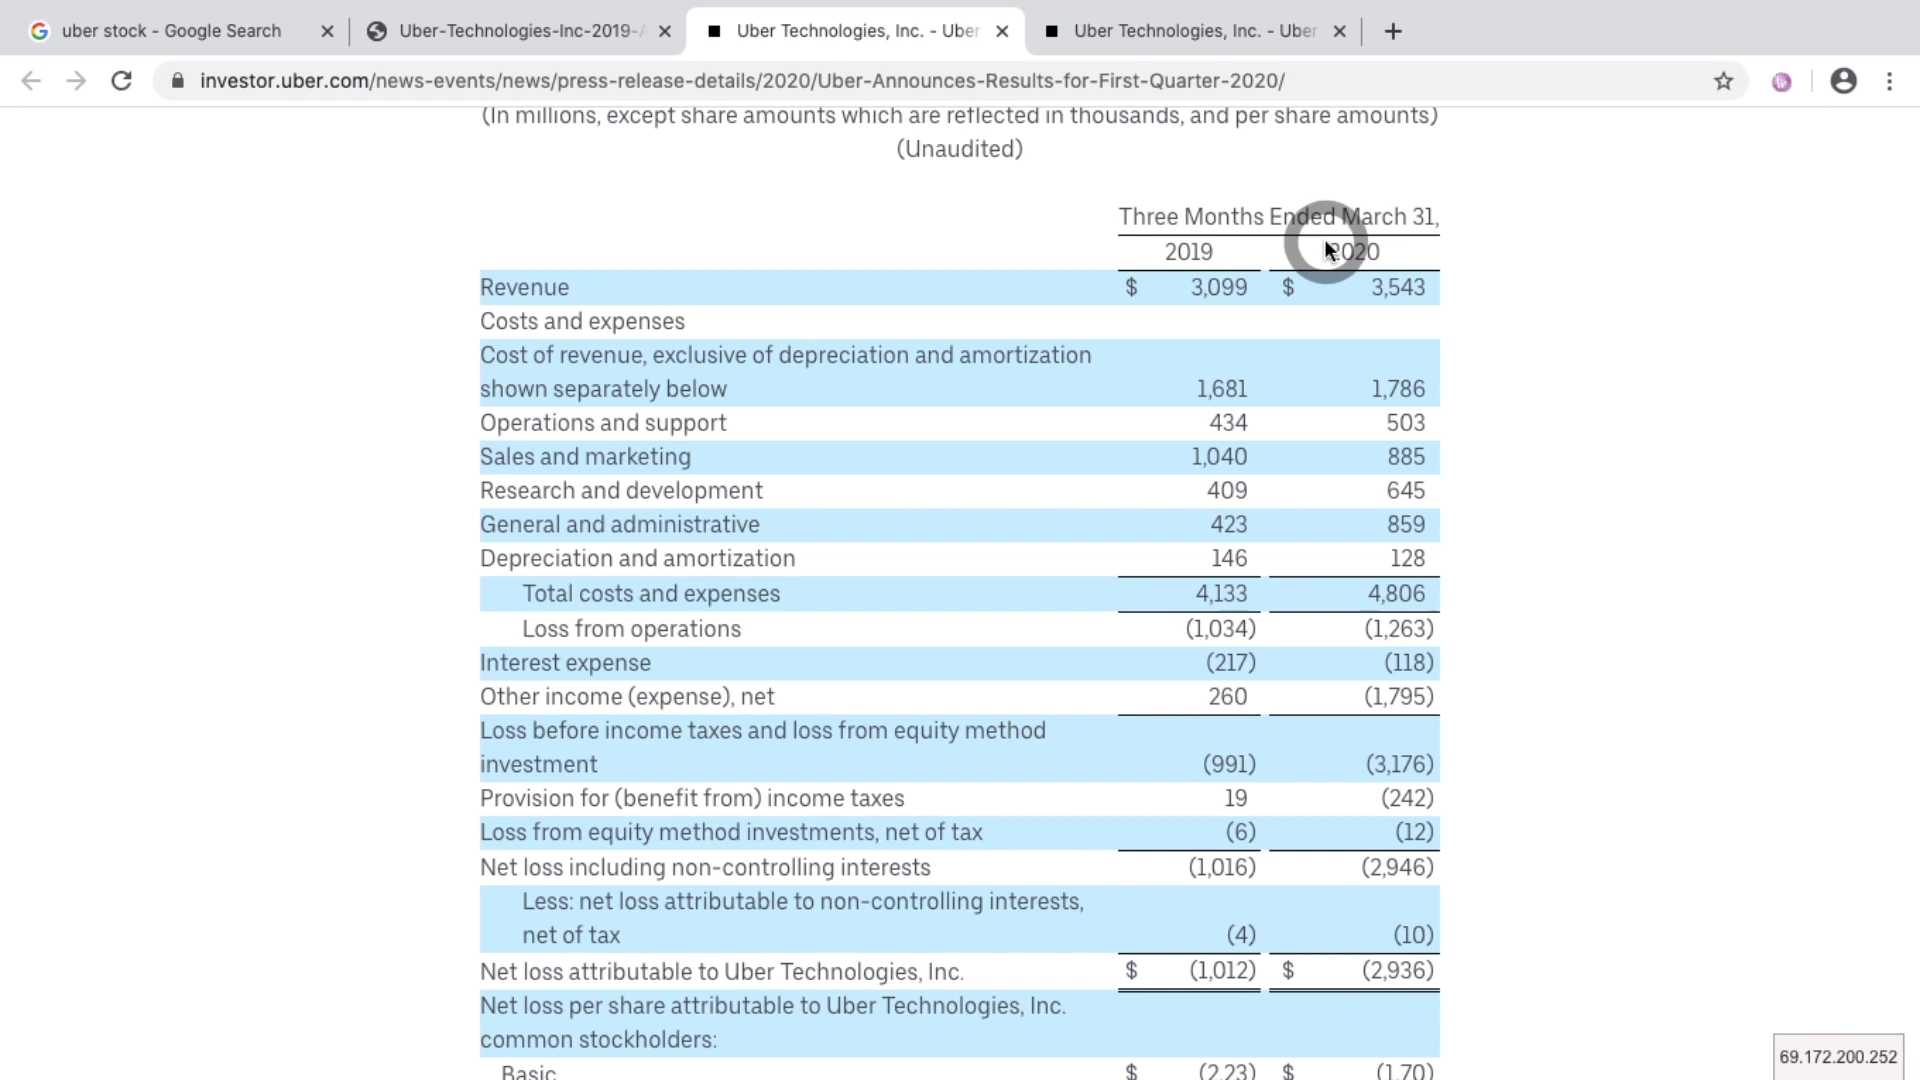 uber stock - Google Search
Uber-Technologies-Inc-2019-
Uber Technologies, Inc. - Uber
Uber Technologies, Inc. - Uber
investor.uber.com/news-events/news/press-release-details/2020/Uber-Announces-Results-for-First-Quarter-2020/
(In millions, except share amounts which are reflected in thousands, and per share amounts)
(Unaudited)
Three Months Ended March 31,
2019 2020
Revenue $ 3,099 $ 3,543
Costs and expenses
Cost of revenue, exclusive of depreciation and amortization
shown separately below 1,681 1,786
Operations and support 434 503
Sales and marketing 1,040 885
Research and development 409 645
General and administrative 423 859
Depreciation and amortization 146 128
Total costs and expenses 4,133 4,806
Loss from operations (1,034) (1,263)
Interest expense (217) (118)
Other income (expense), net 260 (1,795)
Loss before income taxes and loss from equity method
investment (991) (3,176)
Provision for (benefit from) income taxes 19 (242)
Loss from equity method investments, net of tax (6) (12)
Net loss including non-controlling interests (1,016) (2,946)
Less: net loss attributable to non-controlling interests,
net of tax (4) (10)
Net loss attributable to Uber Technologies, Inc. $ (1,012) $ (2,936)
Net loss per share attributable to Uber Technologies, Inc.
common stockholders:
Basic $ (2.23) $ (1.70)
69.172.200.252